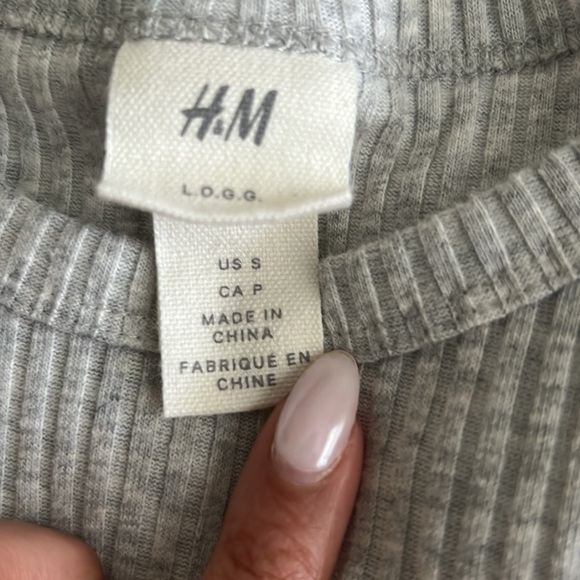 H&M
L.O.G.G.
US S
CA P
MADE IN
CHINA
FABRIQUÉ EN
CHINE